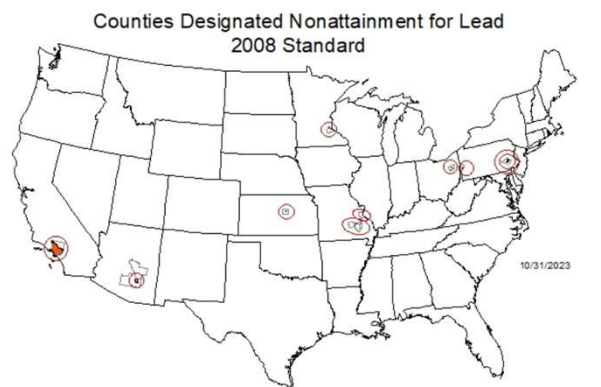 Counties Designated Nonattainment for Lead
2008 Standard
10/31/2023